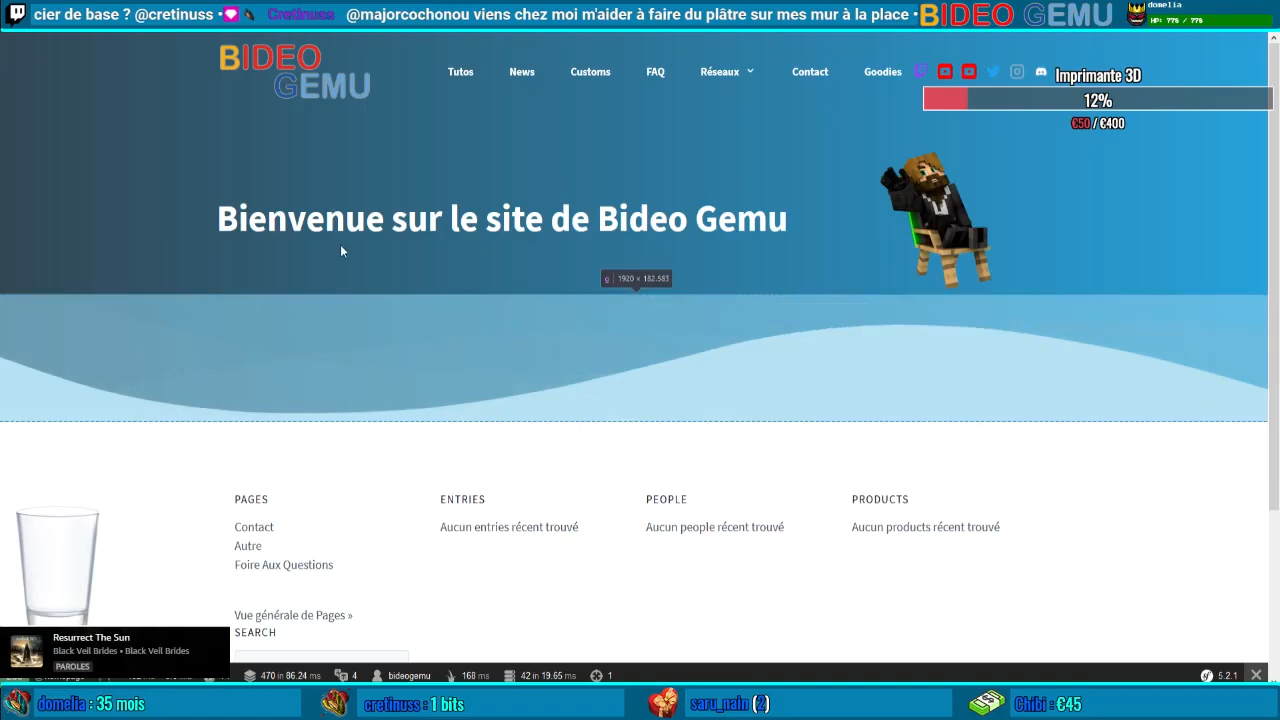 cier de base ? @cretinuss · Cretinuss @majorcochonou viens chez moi m'aider à faire du plâtre sur mes mur à la place · BIDEO GEMU
domelia
HP: 776 / 776
BIDEO
GEMU
Tutos News Customs FAQ Réseaux Contact Goodies
Imprimante 3D
12%
€50 / €400
Bienvenue sur le site de Bideo Gemu
g 1920 × 182.583
PAGES
Contact
Autre
Foire Aux Questions
Vue générale de Pages »
ENTRIES
Aucun entries récent trouvé
PEOPLE
Aucun people récent trouvé
PRODUCTS
Aucun products récent trouvé
SEARCH
Resurrect The Sun
Black Veil Brides • Black Veil Brides
PAROLES
470 in 86.24 ms 4 bideogemu 168 ms 42 in 19.65 ms 1 5.2.1
domelia : 35 mois cretinuss : 1 bits saru_nain (2) Chibi : €45